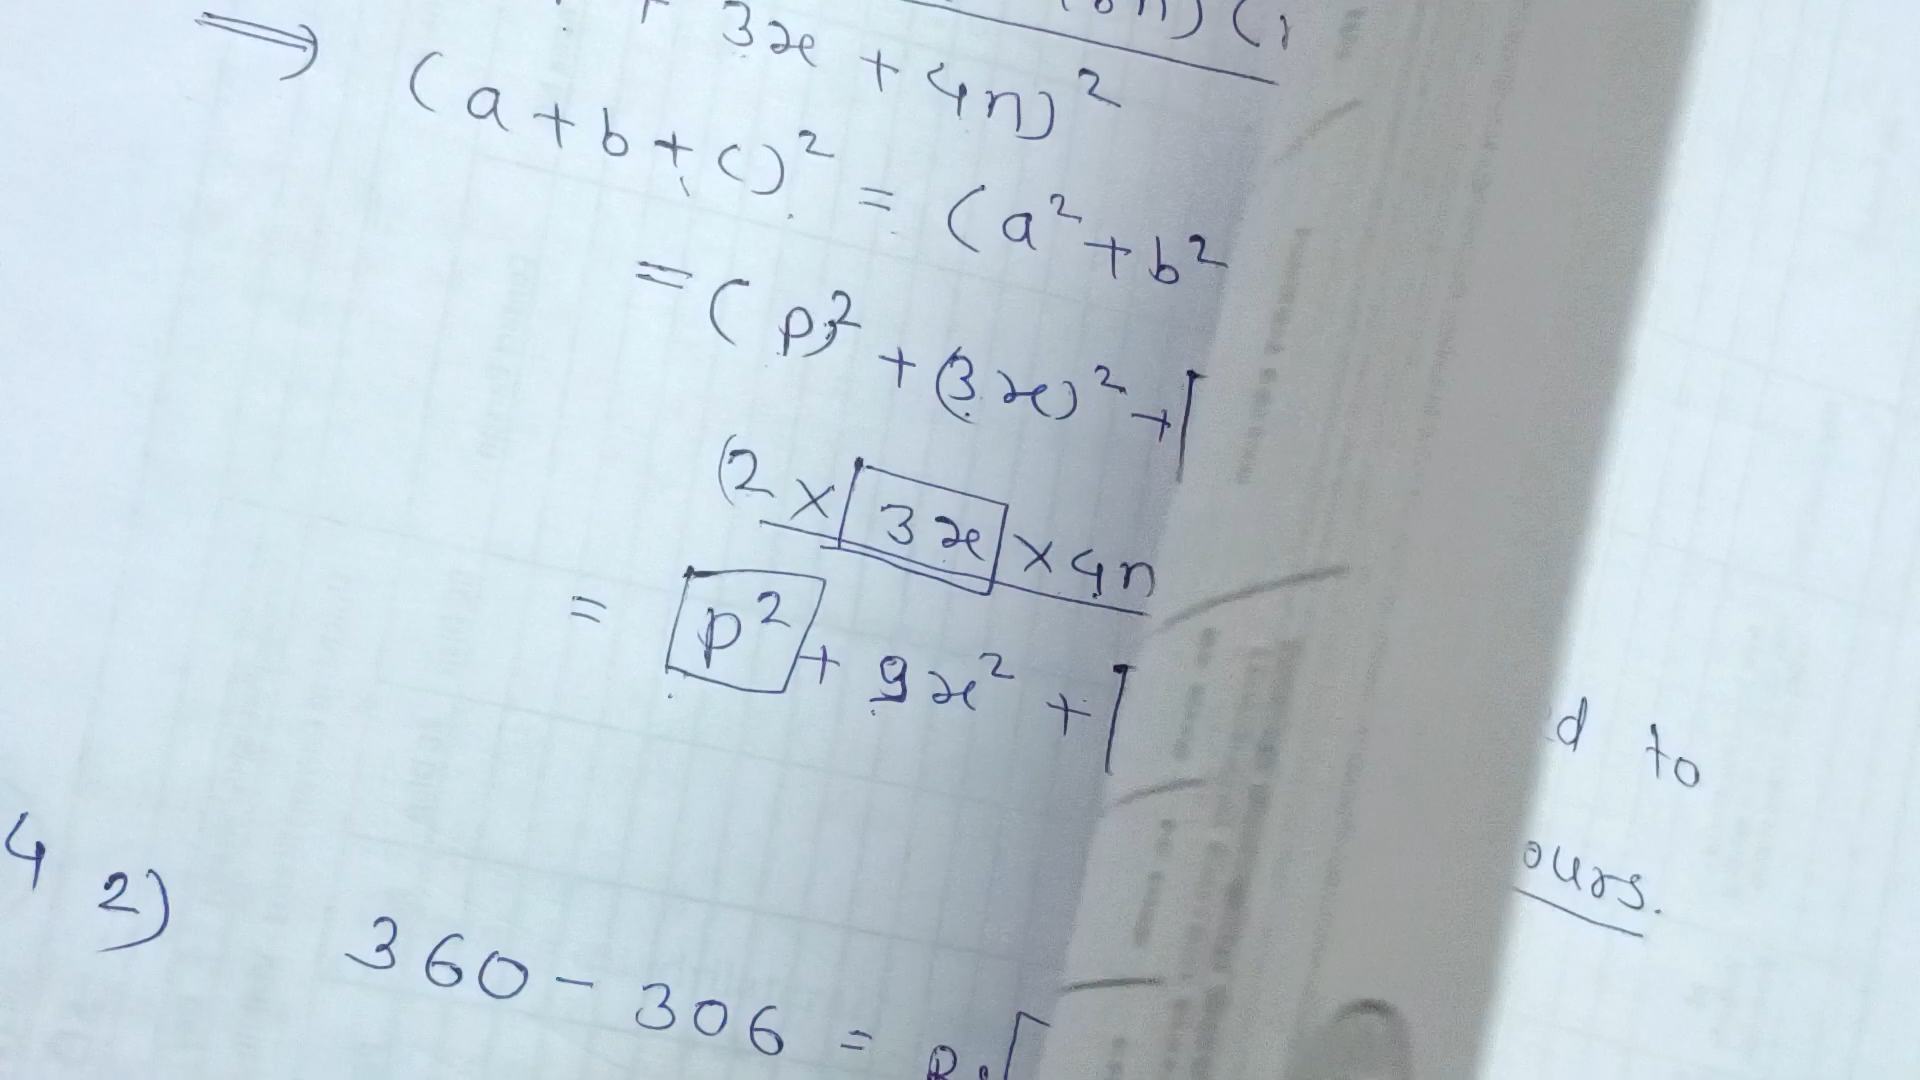 + 3x + 4n)²
⇒ (a + b + c)² = (a² + b²
= (p)² + (3x)² +
(2 × 3x × 4n
= p² + 9x² +
4 2) 360 - 306 =
to
ours.